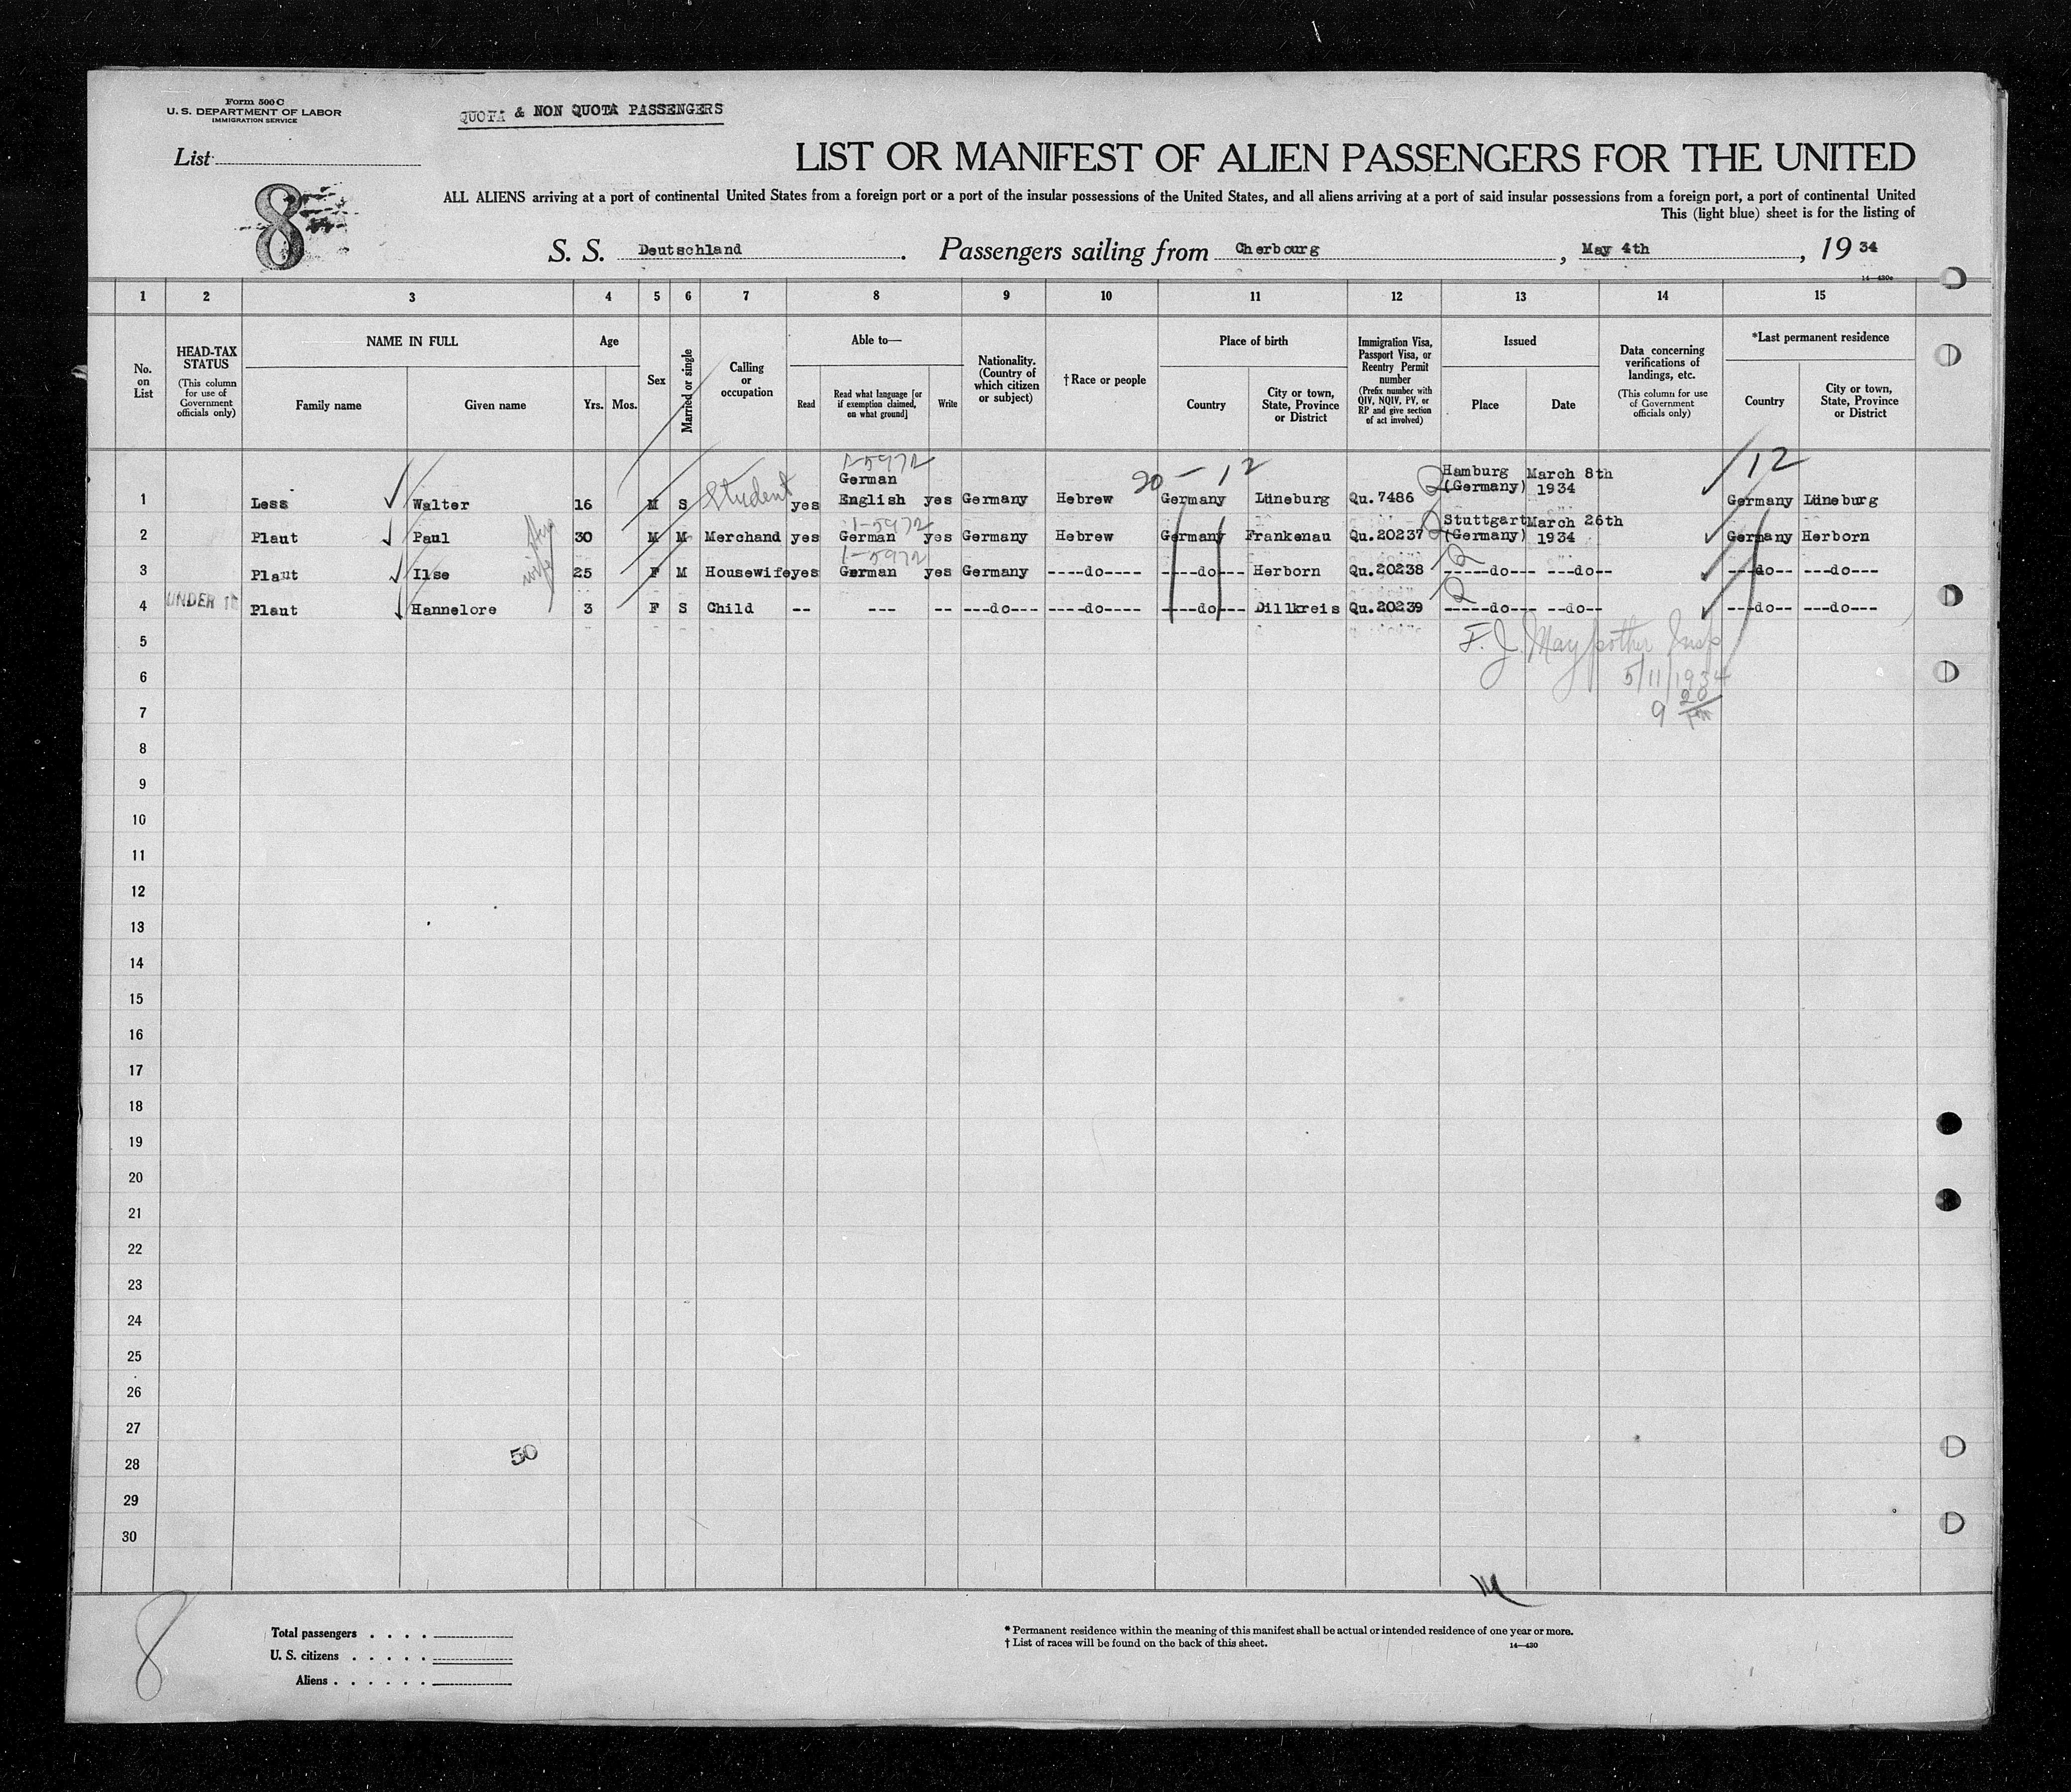 Form 500 C
U. S. DEPARTMENT OF LABOR
IMMIGRATION SERVICE
QUOTA & NON QUOTA PASSENGERS
List
8
LIST OR MANIFEST OF ALIEN PASSENGERS FOR THE UNITED
ALL ALIENS arriving at a port of continental United States from a foreign port or a port of the insular possessions of the United States, and all aliens arriving at a port of said insular possessions from a foreign port, a port of continental United
This (light blue) sheet is for the listing of
S. S. Deutschland. Passengers sailing from Cherbourg, May 4th, 19 34
14—430c
1 2 3 4 5 6 7 8 9 10 11 12 13 14 15
No. on List
HEAD-TAX STATUS (This column for use of Government officials only)
NAME IN FULL
Family name Given name
Age
Yrs. Mos.
Sex
Married or single
Calling or occupation
Able to—
Read Read what language [or if exemption claimed, on what ground] Write
Nationality. (Country of which citizen or subject)
† Race or people
Place of birth
Country City or town, State, Province or District
Immigration Visa, Passport Visa, or Reentry Permit number (Prefix number with QIV, NQIV, PV, or RP and give section of act involved)
Issued
Place Date
Data concerning verifications of landings, etc. (This column for use of Government officials only)
*Last permanent residence
Country City or town, State, Province or District
20 - 12 12
1 Less Walter 16 M S Student yes German English yes Germany Hebrew Germany Lüneburg Qu.7486 Hamburg (Germany) March 8th 1934 Germany Lüneburg
1-5972
2 Plaut Paul 30 M M Merchand yes German yes Germany Hebrew Germany Frankenau Qu.20237 Stuttgart (Germany) March 26th 1934 Germany Herborn
1-5972
wife
3 Plaut Ilse 25 F M Housewife yes German yes Germany ----do---- ----do--- Herborn Qu.20238 -----do--- ---do-- ---do-- ---do---
UNDER 16
4 Plaut Hannelore 3 F S Child -- --- -- ---do--- ----do---- ----do--- Dillkreis Qu.20239 -----do--- --do-- ---do-- ---do---
F. J. Maypother Insp
5
5/11/1934
6
9 20
7
8
9
10
11
12
13
14
15
16
17
18
19
20
21
22
23
24
25
26
27
50
28
29
30
8
Total passengers . . . .
U. S. citizens . . . . .
Aliens . . . . . .
* Permanent residence within the meaning of this manifest shall be actual or intended residence of one year or more.
† List of races will be found on the back of this sheet.
14—430